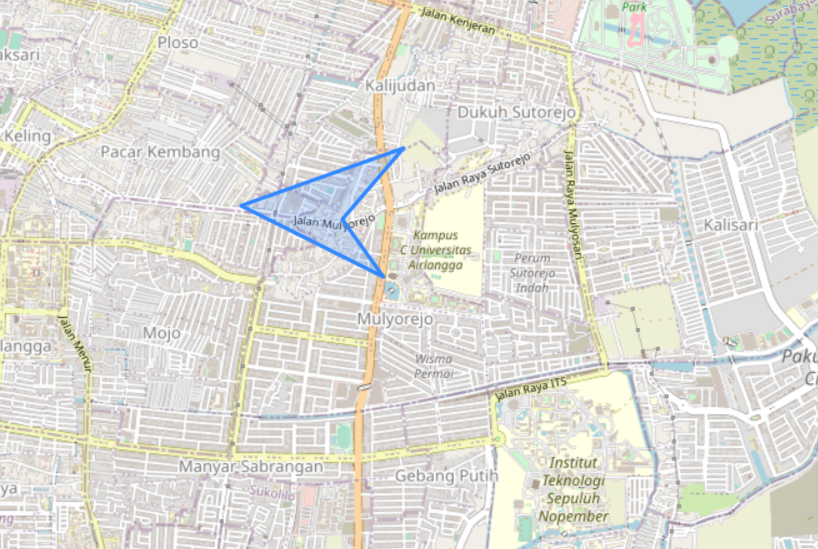 Park
Surabaya
Jalan Kenjeran
Ploso
aksari
Kalijudan
Dukuh Sutorejo
Keling
Pacar Kembang
Jalan Raya Sutorejo
Jalan Raya Mulyosari
Jalan Mulyorejo
Kalisari
Kampus
C Universitas
Airlangga
Perum
Sutorejo
Indah
Mulyorejo
Mojo
langga
Jalan Menur
Wisma
Permai
Paku
Ci
Jalan Raya ITS
Manyar Sabrangan
Gebang Putih
Institut
Teknologi
Sepuluh
Nopember
ya
Sukolilo
ng